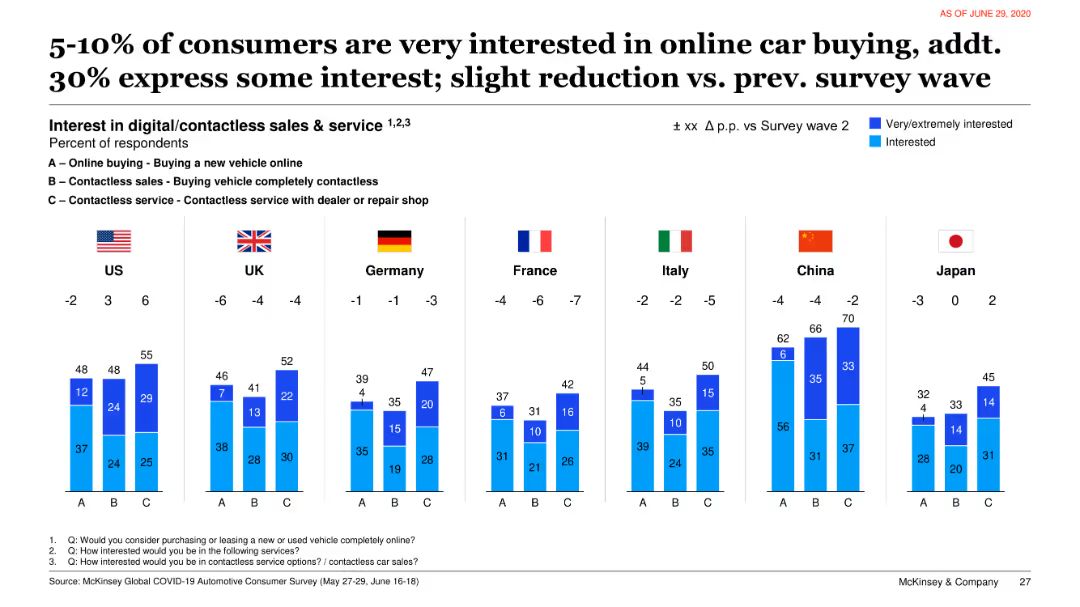 AS OF JUNE 29, 2020
5-10% of consumers are very interested in online car buying, addt.
30% express some interest; slight reduction vs. prev. survey wave
Interest in digital/contactless sales & service 1,2,3
Percent of respondents
± xx Δ p.p. vs Survey wave 2
Very/extremely interested
Interested
A – Online buying - Buying a new vehicle online
B – Contactless sales - Buying vehicle completely contactless
C – Contactless service - Contactless service with dealer or repair shop
US
-2 3 6
48 48 55
12 24 29
37 24 25
A B C
UK
-6 -4 -4
46 41 52
7 13 22
38 28 30
A B C
Germany
-1 -1 -3
39 35 47
4 15 20
35 19 28
A B C
France
-4 -6 -7
37 31 42
6 10 16
31 21 26
A B C
Italy
-2 -2 -5
44 35 50
5 10 15
39 24 35
A B C
China
-4 -4 -2
62 66 70
6 35 33
56 31 37
A B C
Japan
-3 0 2
32 33 45
4 14 14
28 20 31
A B C
1. Q: Would you consider purchasing or leasing a new or used vehicle completely online?
2. Q: How interested would you be in the following services?
3. Q: How interested would you be in contactless service options? / contactless car sales?
Source: McKinsey Global COVID-19 Automotive Consumer Survey (May 27-29, June 16-18)
McKinsey & Company 27